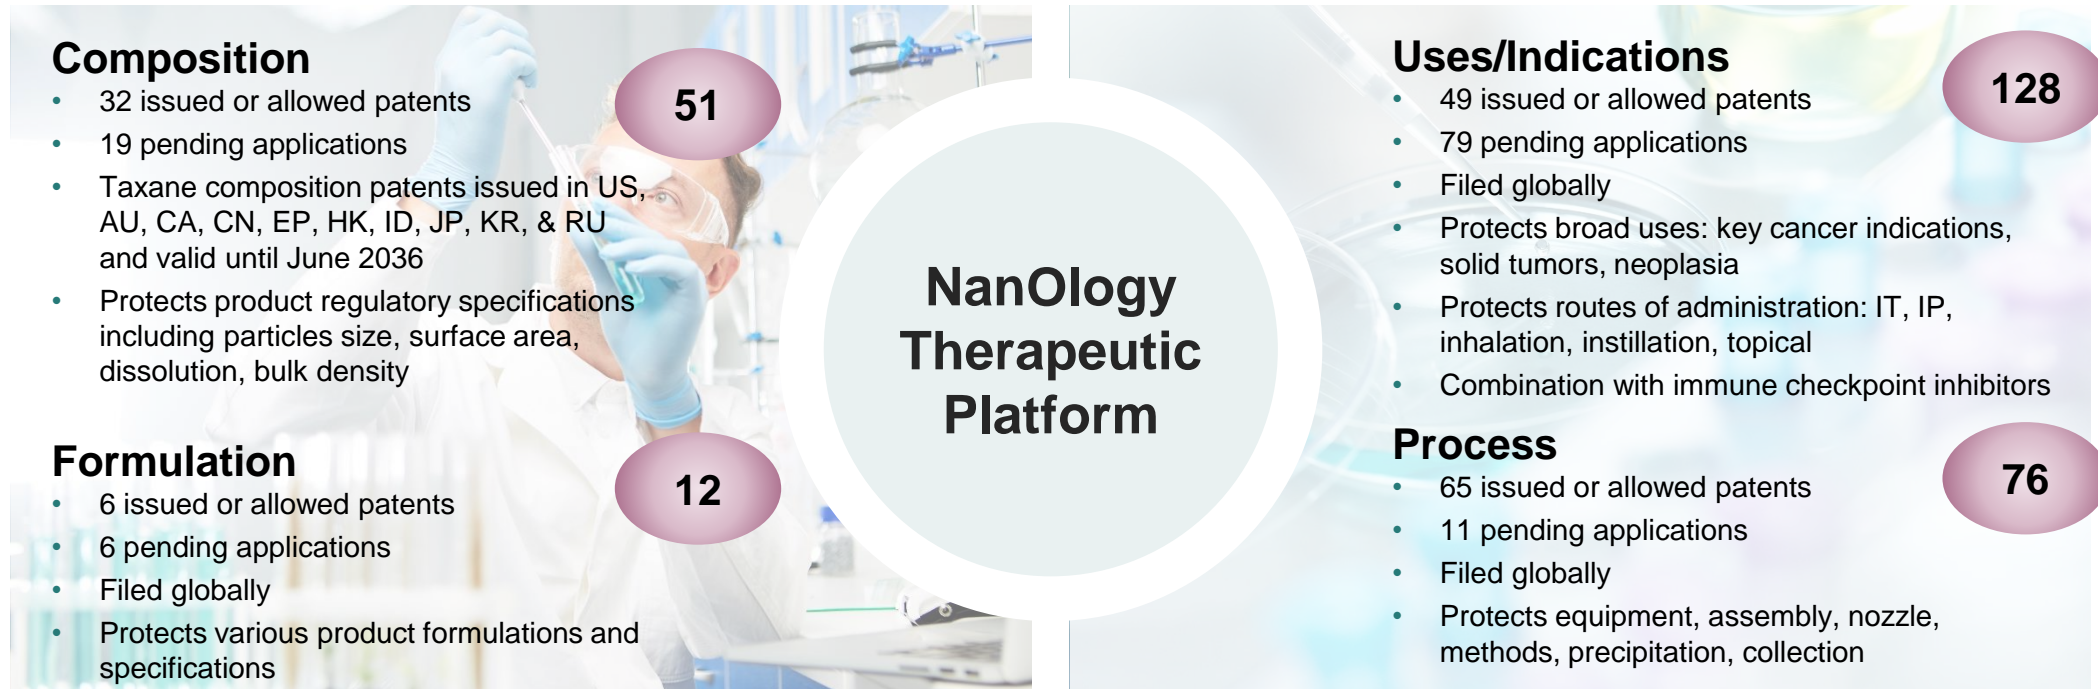 Composition
51
• 32 issued or allowed patents
• 19 pending applications
• Taxane composition patents issued in US,
AU, CA, CN, EP, HK, ID, JP, KR, & RU
and valid until June 2036
• Protects product regulatory specifications
including particles size, surface area,
dissolution, bulk density
Formulation
12
• 6 issued or allowed patents
• 6 pending applications
• Filed globally
• Protects various product formulations and
specifications
NanOlogy
Therapeutic
Platform
Uses/Indications
128
• 49 issued or allowed patents
• 79 pending applications
• Filed globally
• Protects broad uses: key cancer indications,
solid tumors, neoplasia
• Protects routes of administration: IT, IP,
inhalation, instillation, topical
• Combination with immune checkpoint inhibitors
Process
76
• 65 issued or allowed patents
• 11 pending applications
• Filed globally
• Protects equipment, assembly, nozzle,
methods, precipitation, collection